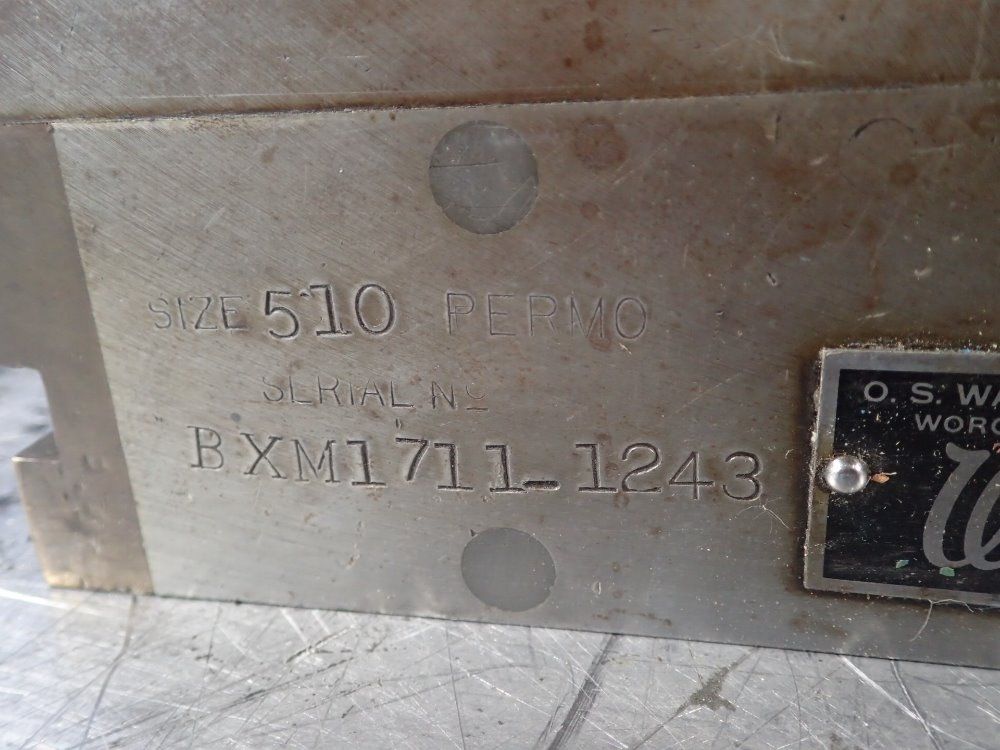 SIZE 510 PERMO
SERIAL Nº
BXM1711-1243
O. S. WA
WORC